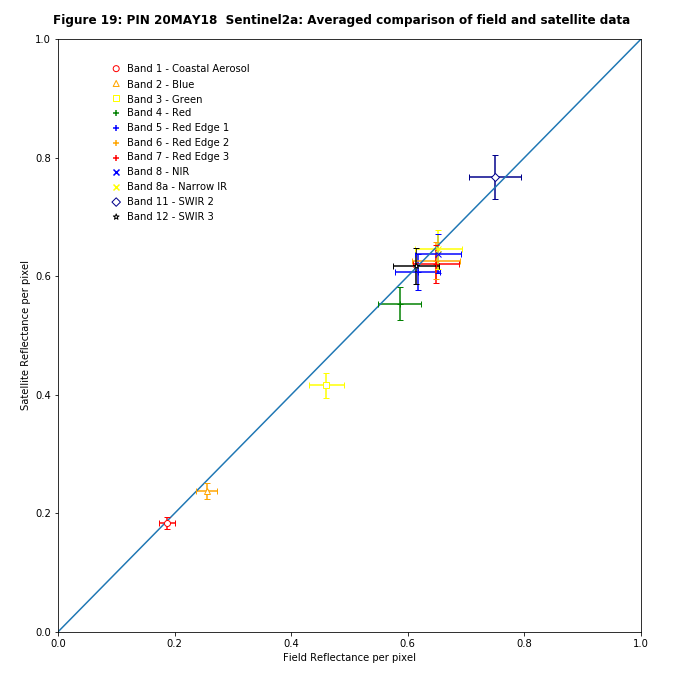 Figure 19: PIN 20MAY18  Sentinel2a: Averaged comparison of field and satellite data
1.0
Band 1 - Coastal Aerosol
Band 2 - Blue
Band 3 - Green
Band 4 - Red
Band 5 - Red Edge 1
Band 6 - Red Edge 2
Band 7 - Red Edge 3
Band 8 - NIR
Band 8a - Narrow IR
Band 11 - SWIR 2
Band 12 - SWIR 3
0.8
0.6
0.4
0.2
0.0
Satellite Reflectance per pixel
0.0 0.2 0.4 0.6 0.8 1.0
Field Reflectance per pixel